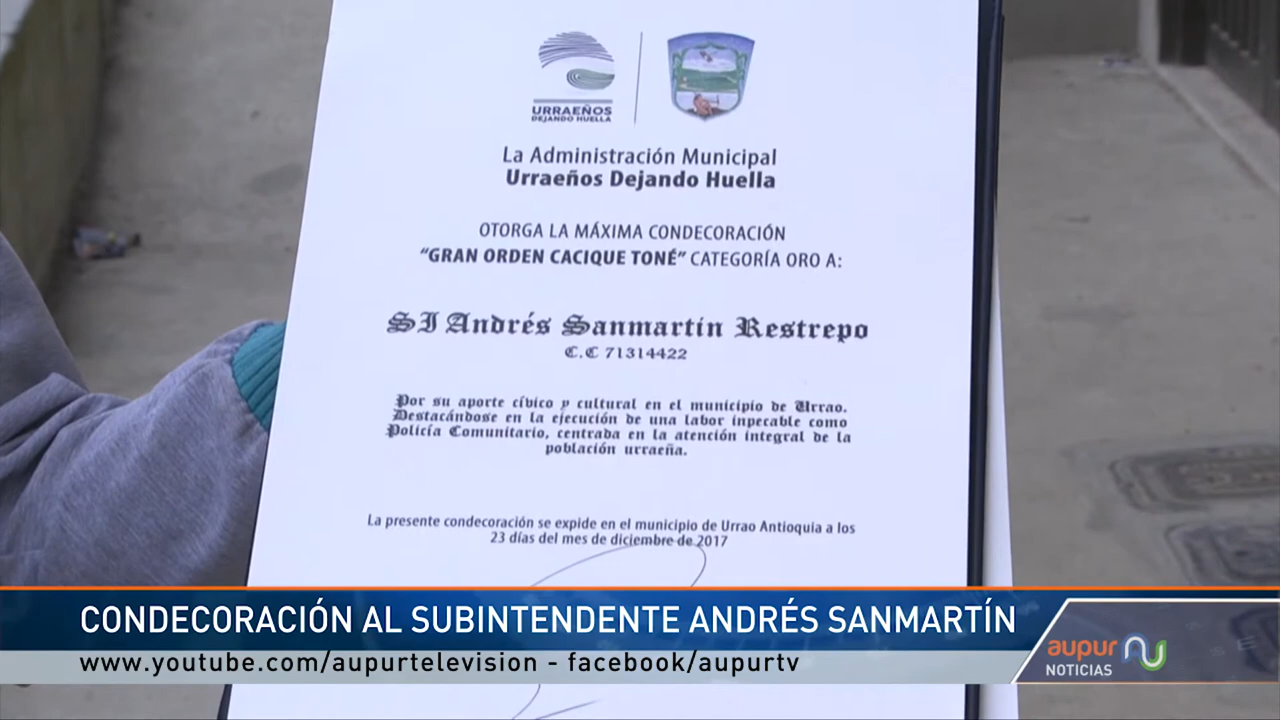 URRAEÑOS
DEJANDO HUELLA
La Administración Municipal
Urraeños Dejando Huella
OTORGA LA MÁXIMA CONDECORACIÓN
“GRAN ORDEN CACIQUE TONÉ” CATEGORÍA ORO A:
SI Andrés Sanmartín Restrepo
C.C 71314422
Por su aporte cívico y cultural en el municipio de Urrao.
Destacándose en la ejecución de una labor inpecable como
Policía Comunitario, centrada en la atención integral de la
población urraeña.
La presente condecoración se expide en el municipio de Urrao Antioquia a los
23 días del mes de diciembre de 2017
CONDECORACIÓN AL SUBINTENDENTE ANDRÉS SANMARTÍN
www.youtube.com/aupurtelevision - facebook/aupurtv
aupur
NOTICIAS